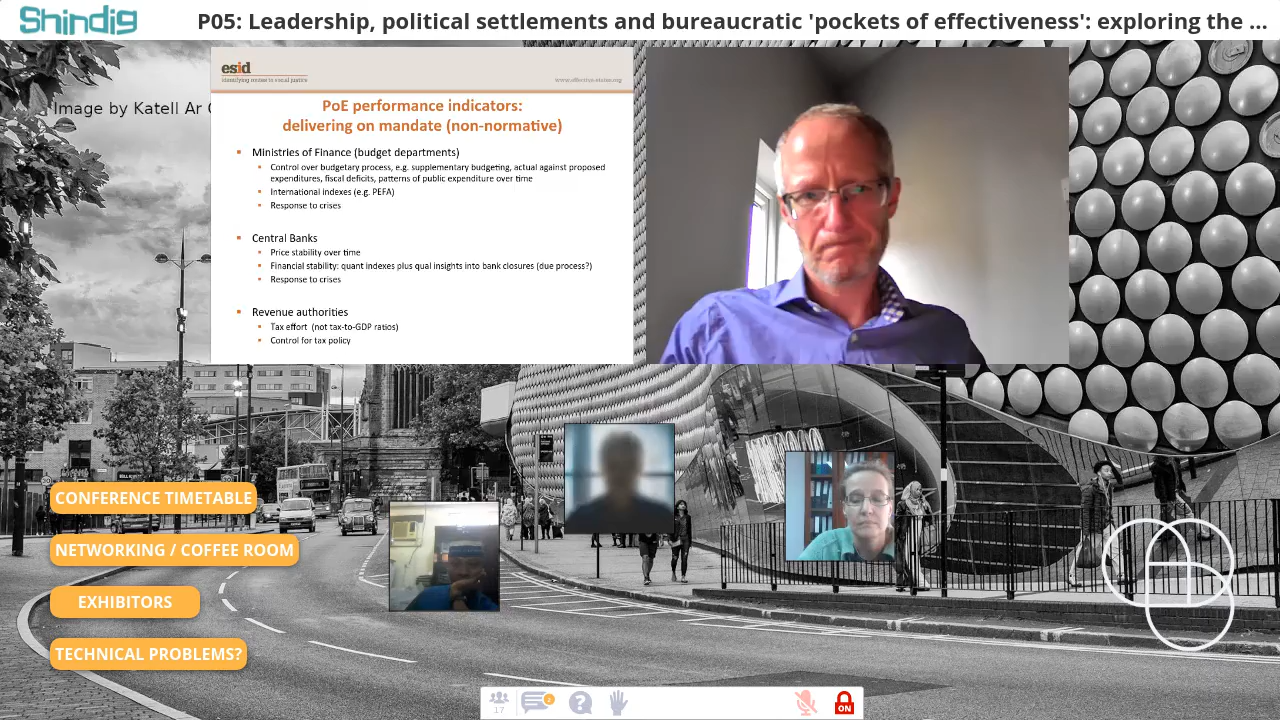 Shindig
P05: Leadership, political settlements and bureaucratic 'pockets of effectiveness': exploring the ...
esid
www.effective-states.org
Image by Katell Ar
PoE performance indicators:
delivering on mandate (non-normative)
Ministries of Finance (budget departments)
Control over budgetary process, e.g. supplementary budgeting, actual against proposed
expenditures, fiscal deficits, patterns of public expenditure over time
International indexes (e.g. PEFA)
Response to crises
Central Banks
Price stability over time
Financial stability: quant indexes plus qual insights into bank closures (due process?)
Response to crises
Revenue authorities
Tax effort (not tax-to-GDP ratios)
Control for tax policy
CONFERENCE TIMETABLE
NETWORKING / COFFEE ROOM
EXHIBITORS
TECHNICAL PROBLEMS?
17
2
ON